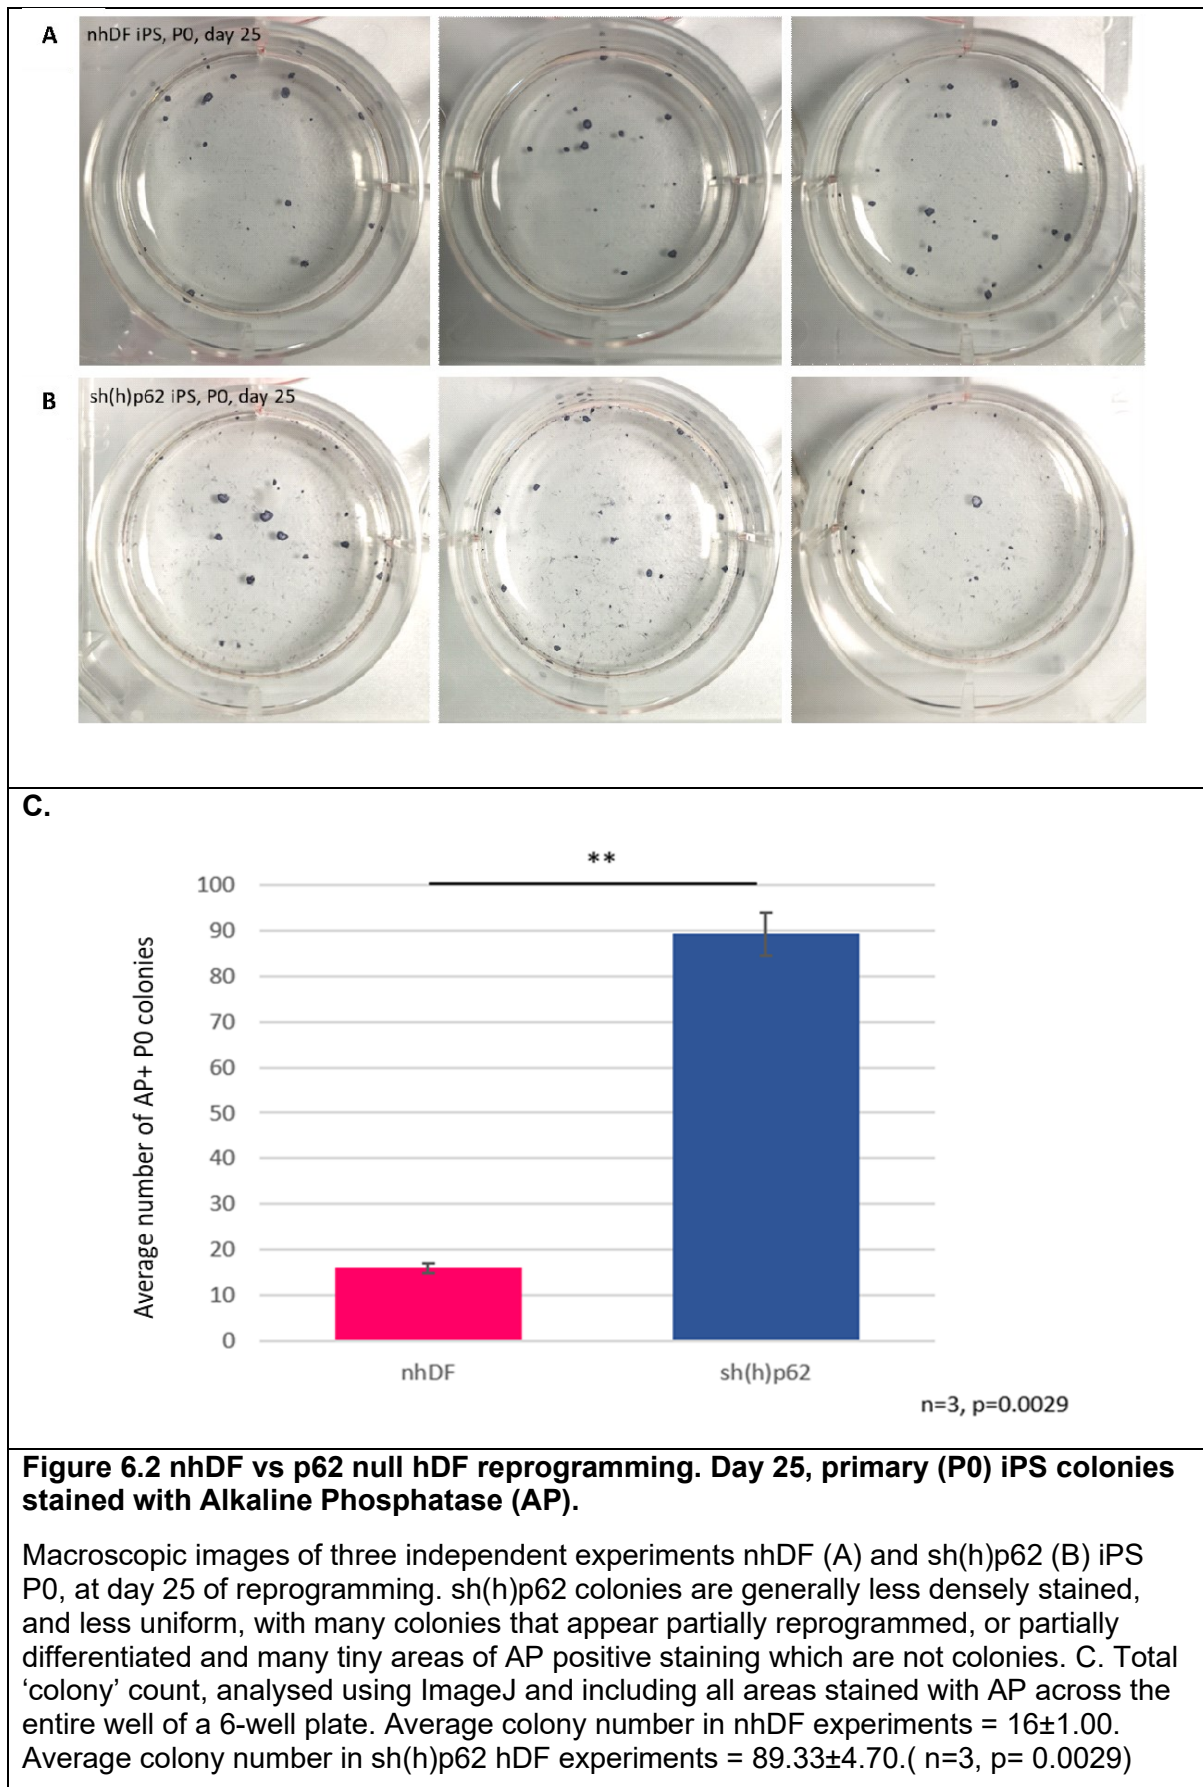 A
nhDF iPS, P0, day 25
B
sh(h)p62 iPS, P0, day 25
C.
**
100
90
80
70
60
50
40
30
20
10
0
Average number of AP+ P0 colonies
nhDF
sh(h)p62
n=3, p=0.0029
Figure 6.2 nhDF vs p62 null hDF reprogramming. Day 25, primary (P0) iPS colonies
stained with Alkaline Phosphatase (AP).
Macroscopic images of three independent experiments nhDF (A) and sh(h)p62 (B) iPS
P0, at day 25 of reprogramming. sh(h)p62 colonies are generally less densely stained,
and less uniform, with many colonies that appear partially reprogrammed, or partially
differentiated and many tiny areas of AP positive staining which are not colonies. C. Total
‘colony’ count, analysed using ImageJ and including all areas stained with AP across the
entire well of a 6-well plate. Average colony number in nhDF experiments = 16±1.00.
Average colony number in sh(h)p62 hDF experiments = 89.33±4.70.( n=3, p= 0.0029)